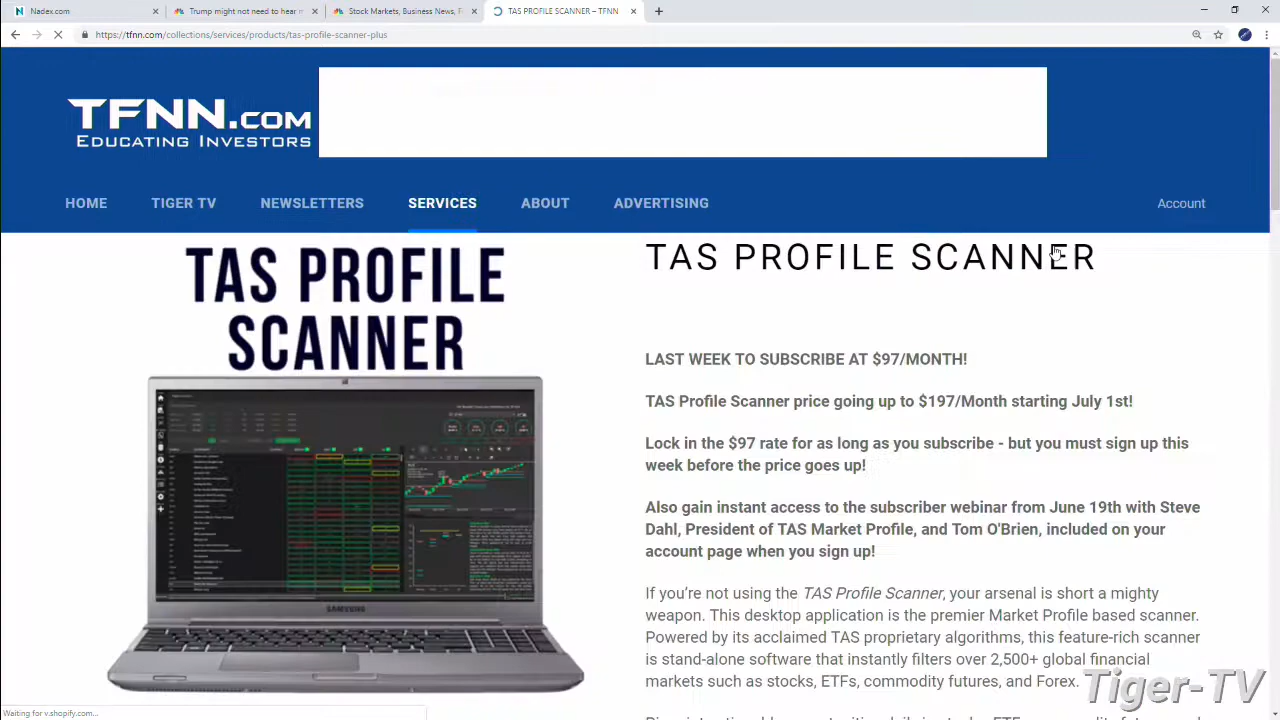 Nadex.com
Trump might not need to hear m
Stock Markets, Business News, F
TAS PROFILE SCANNER – TFNN
https://tfnn.com/collections/services/products/tas-profile-scanner-plus
TFNN.COM
EDUCATING INVESTORS
HOME
TIGER TV
NEWSLETTERS
SERVICES
ABOUT
ADVERTISING
Account
TAS PROFILE
SCANNER
SAMSUNG
TAS PROFILE SCANNER
LAST WEEK TO SUBSCRIBE AT $97/MONTH!
TAS Profile Scanner price going up to $197/Month starting July 1st!
Lock in the $97 rate for as long as you subscribe - but you must sign up this
week before the price goes up!
Also gain instant access to the subscriber webinar from June 19th with Steve
Dahl, President of TAS Market Profile, and Tom O'Brien, included on your
account page when you sign up!
If you're not using the TAS Profile Scanner, your arsenal is short a mighty
weapon. This desktop application is the premier Market Profile based scanner.
Powered by its acclaimed TAS proprietary algorithms, this feature-rich scanner
is stand-alone software that instantly filters over 2,500+ global financial
markets such as stocks, ETFs, commodity futures, and Forex.
Tiger-TV
Waiting for v.shopify.com...